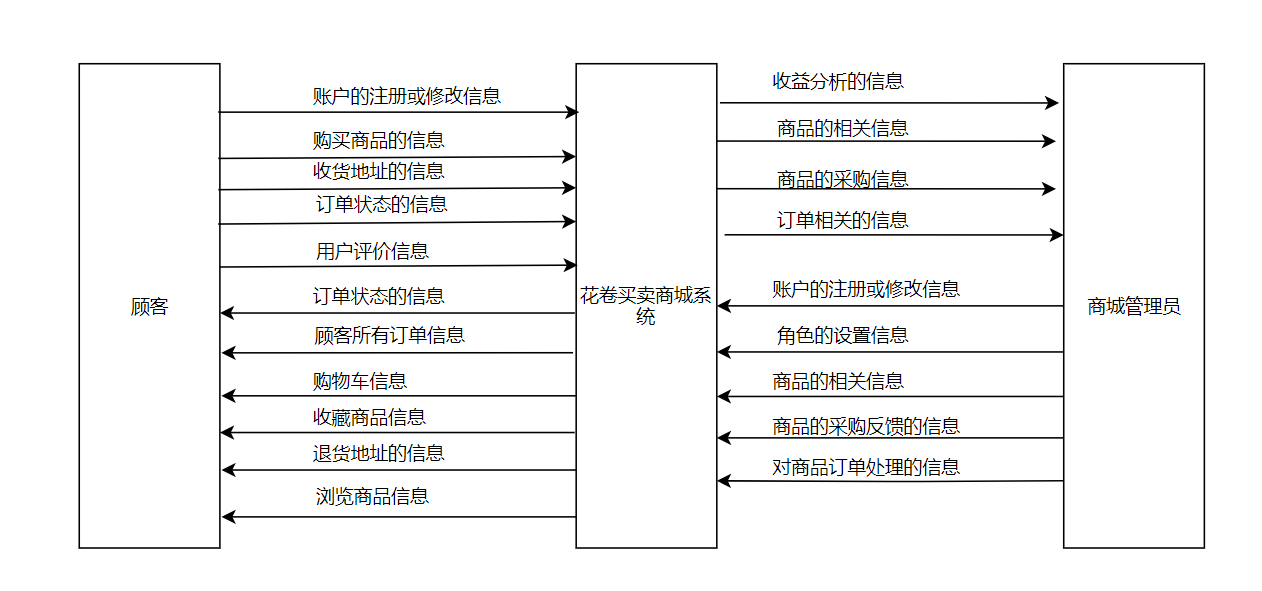 顾客
账户的注册或修改信息
购买商品的信息
收货地址的信息
订单状态的信息
用户评价信息
订单状态的信息
顾客所有订单信息
购物车信息
收藏商品信息
退货地址的信息
浏览商品信息
花卷买卖商城系
统
收益分析的信息
商品的相关信息
商品的采购信息
订单相关的信息
账户的注册或修改信息
角色的设置信息
商品的相关信息
商品的采购反馈的信息
对商品订单处理的信息
商城管理员